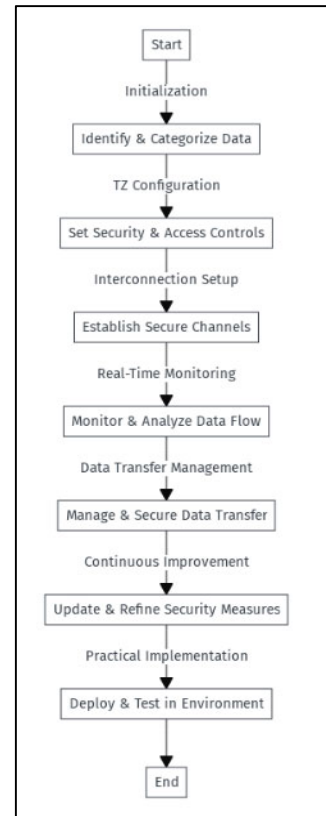 Start
Initialization
Identify & Categorize Data
TZ Configuration
Set Security & Access Controls
Interconnection Setup
Establish Secure Channels
Real-Time Monitoring
Monitor & Analyze Data Flow
Data Transfer Management
Manage & Secure Data Transfer
Continuous Improvement
Update & Refine Security Measures
Practical Implementation
Deploy & Test in Environment
End